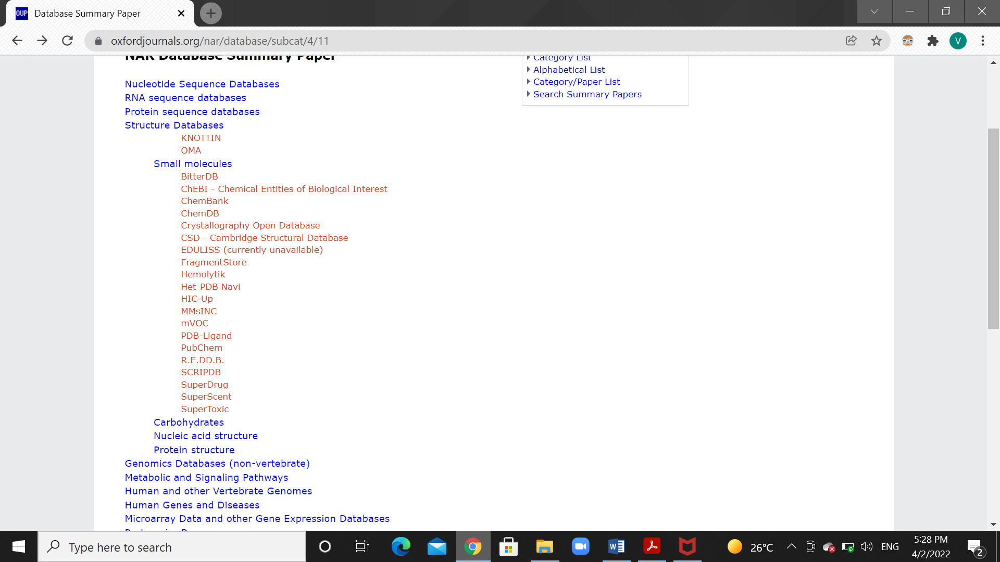 OUP Database Summary Paper
oxfordjournals.org/nar/database/subcat/4/11
V
NAR Database Summary Paper
Category List
Alphabetical List
Category/Paper List
Search Summary Papers
Nucleotide Sequence Databases
RNA sequence databases
Protein sequence databases
Structure Databases
KNOTTIN
OMA
Small molecules
BitterDB
ChEBI - Chemical Entities of Biological Interest
ChemBank
ChemDB
Crystallography Open Database
CSD - Cambridge Structural Database
EDULISS (currently unavailable)
FragmentStore
Hemolytik
Het-PDB Navi
HIC-Up
MMsINC
mVOC
PDB-Ligand
PubChem
R.E.DD.B.
SCRIPDB
SuperDrug
SuperScent
SuperToxic
Carbohydrates
Nucleic acid structure
Protein structure
Genomics Databases (non-vertebrate)
Metabolic and Signaling Pathways
Human and other Vertebrate Genomes
Human Genes and Diseases
Microarray Data and other Gene Expression Databases
Type here to search
26°C
ENG
5:28 PM
4/2/2022
2